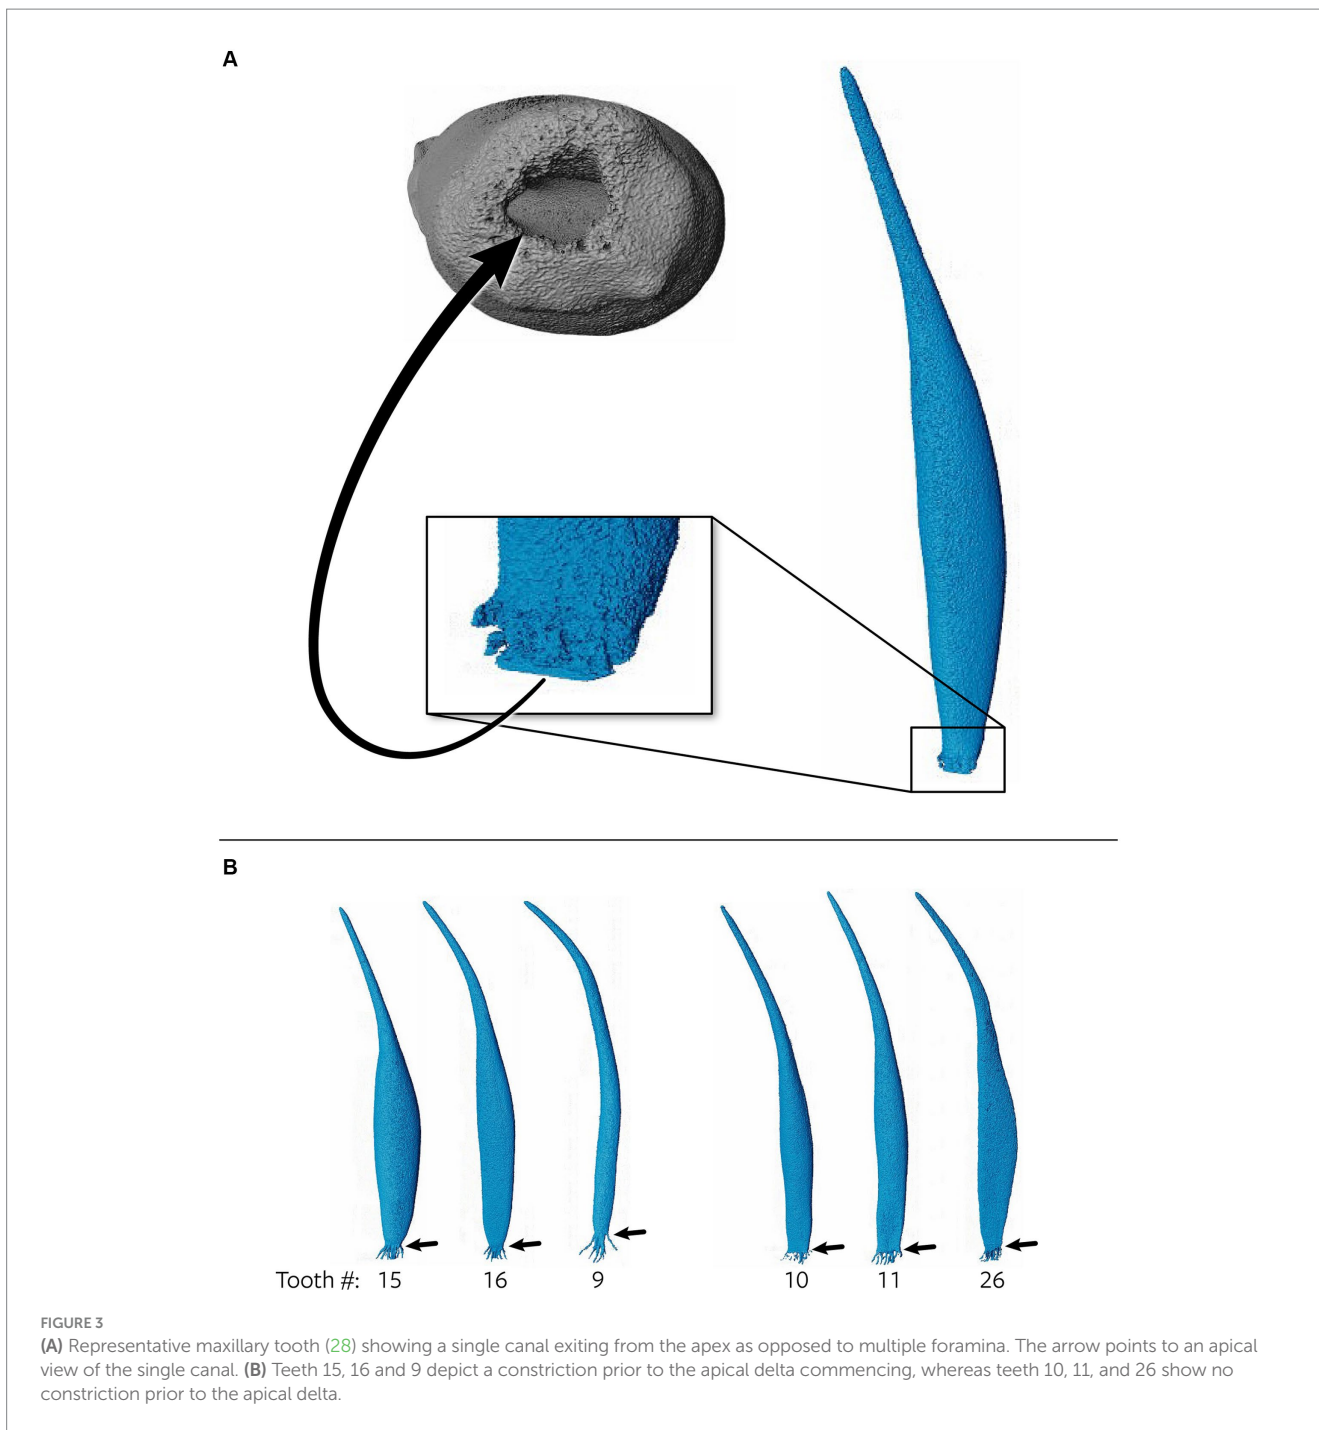 A
B
Tooth #: 15 16 9 10 11 26
FIGURE 3
(A) Representative maxillary tooth (28) showing a single canal exiting from the apex as opposed to multiple foramina. The arrow points to an apical
view of the single canal. (B) Teeth 15, 16 and 9 depict a constriction prior to the apical delta commencing, whereas teeth 10, 11, and 26 show no
constriction prior to the apical delta.